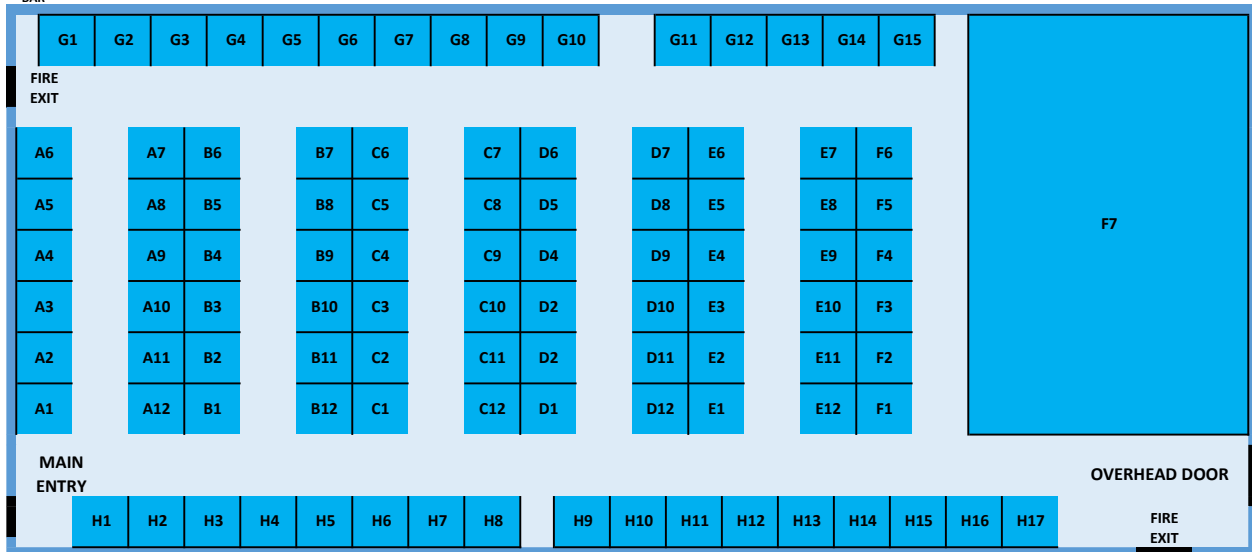 BAR
G1 G2 G3 G4 G5 G6 G7 G8 G9 G10 G11 G12 G13 G14 G15
FIRE
EXIT
A6 A7 B6 B7 C6 C7 D6 D7 E6 E7 F6
A5 A8 B5 B8 C5 C8 D5 D8 E5 E8 F5
F7
A4 A9 B4 B9 C4 C9 D4 D9 E4 E9 F4
A3 A10 B3 B10 C3 C10 D2 D10 E3 E10 F3
A2 A11 B2 B11 C2 C11 D2 D11 E2 E11 F2
A1 A12 B1 B12 C1 C12 D1 D12 E1 E12 F1
MAIN
ENTRY
OVERHEAD DOOR
H1 H2 H3 H4 H5 H6 H7 H8 H9 H10 H11 H12 H13 H14 H15 H16 H17
FIRE
EXIT